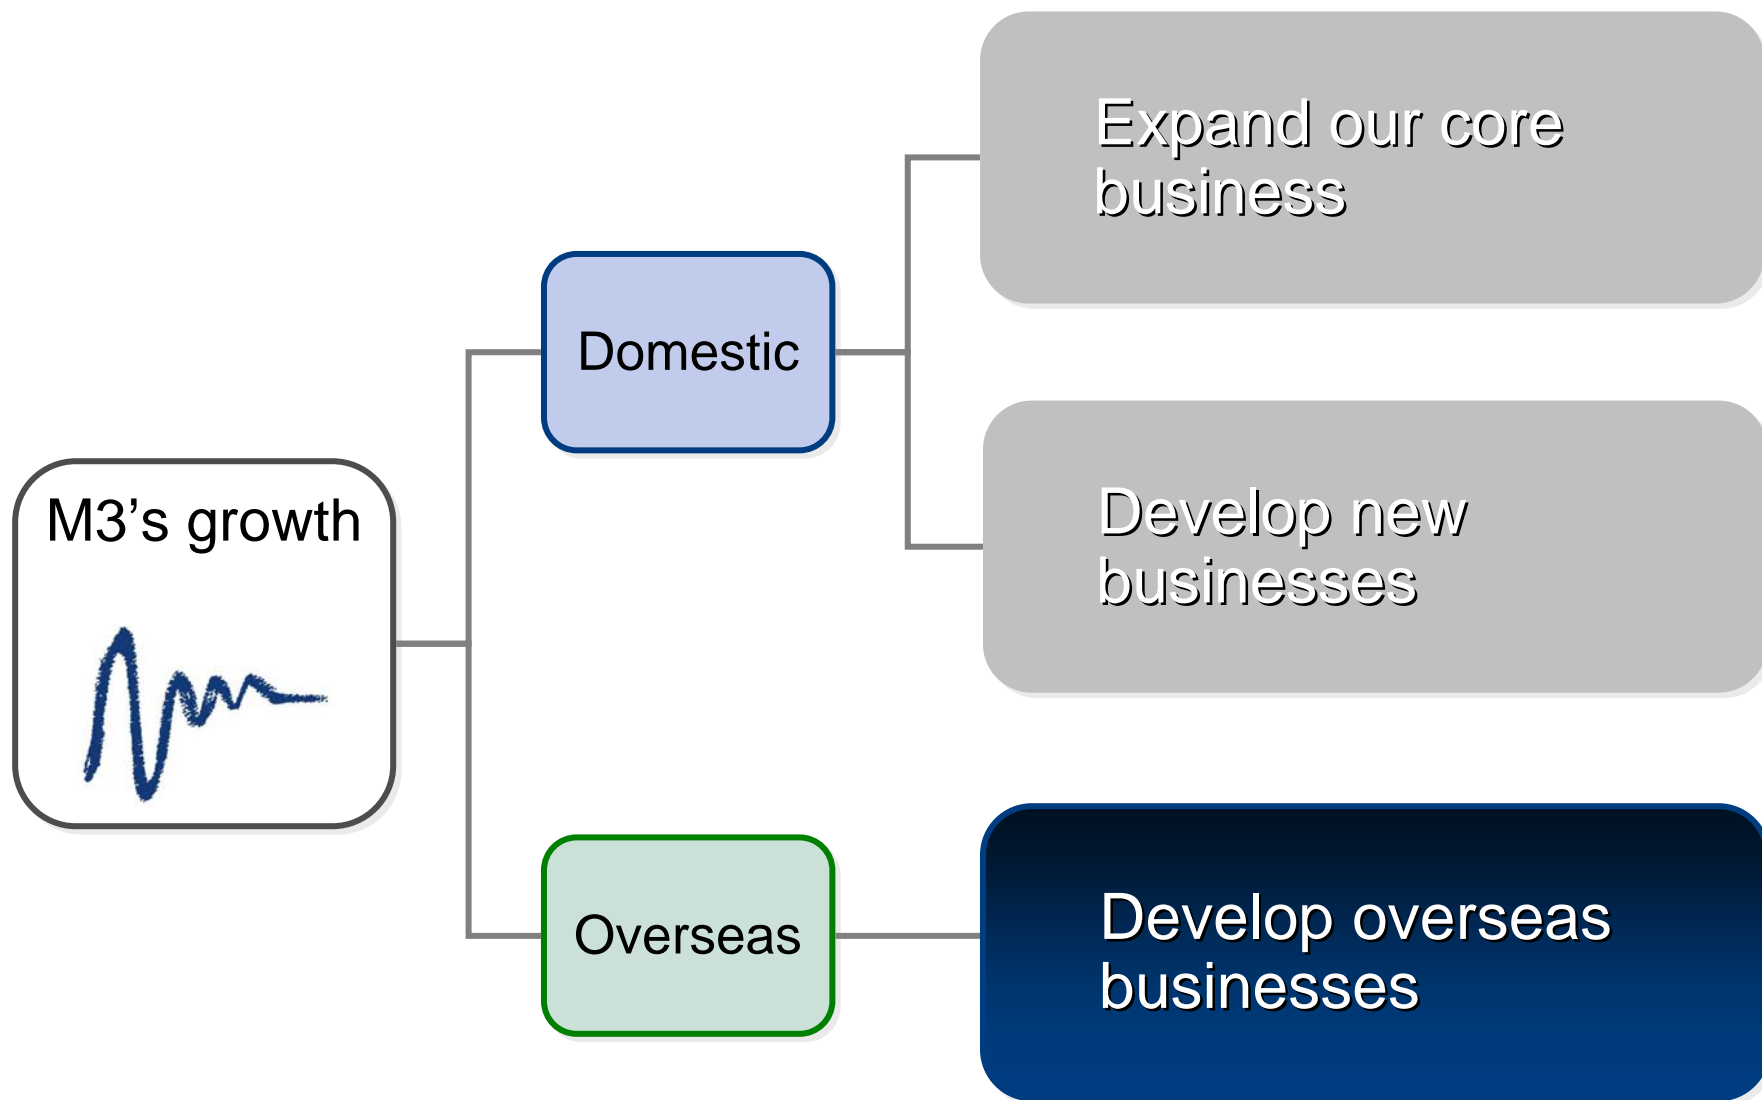 M3’s growth
Domestic
Expand our core
business
Develop new
businesses
Overseas
Develop overseas
businesses